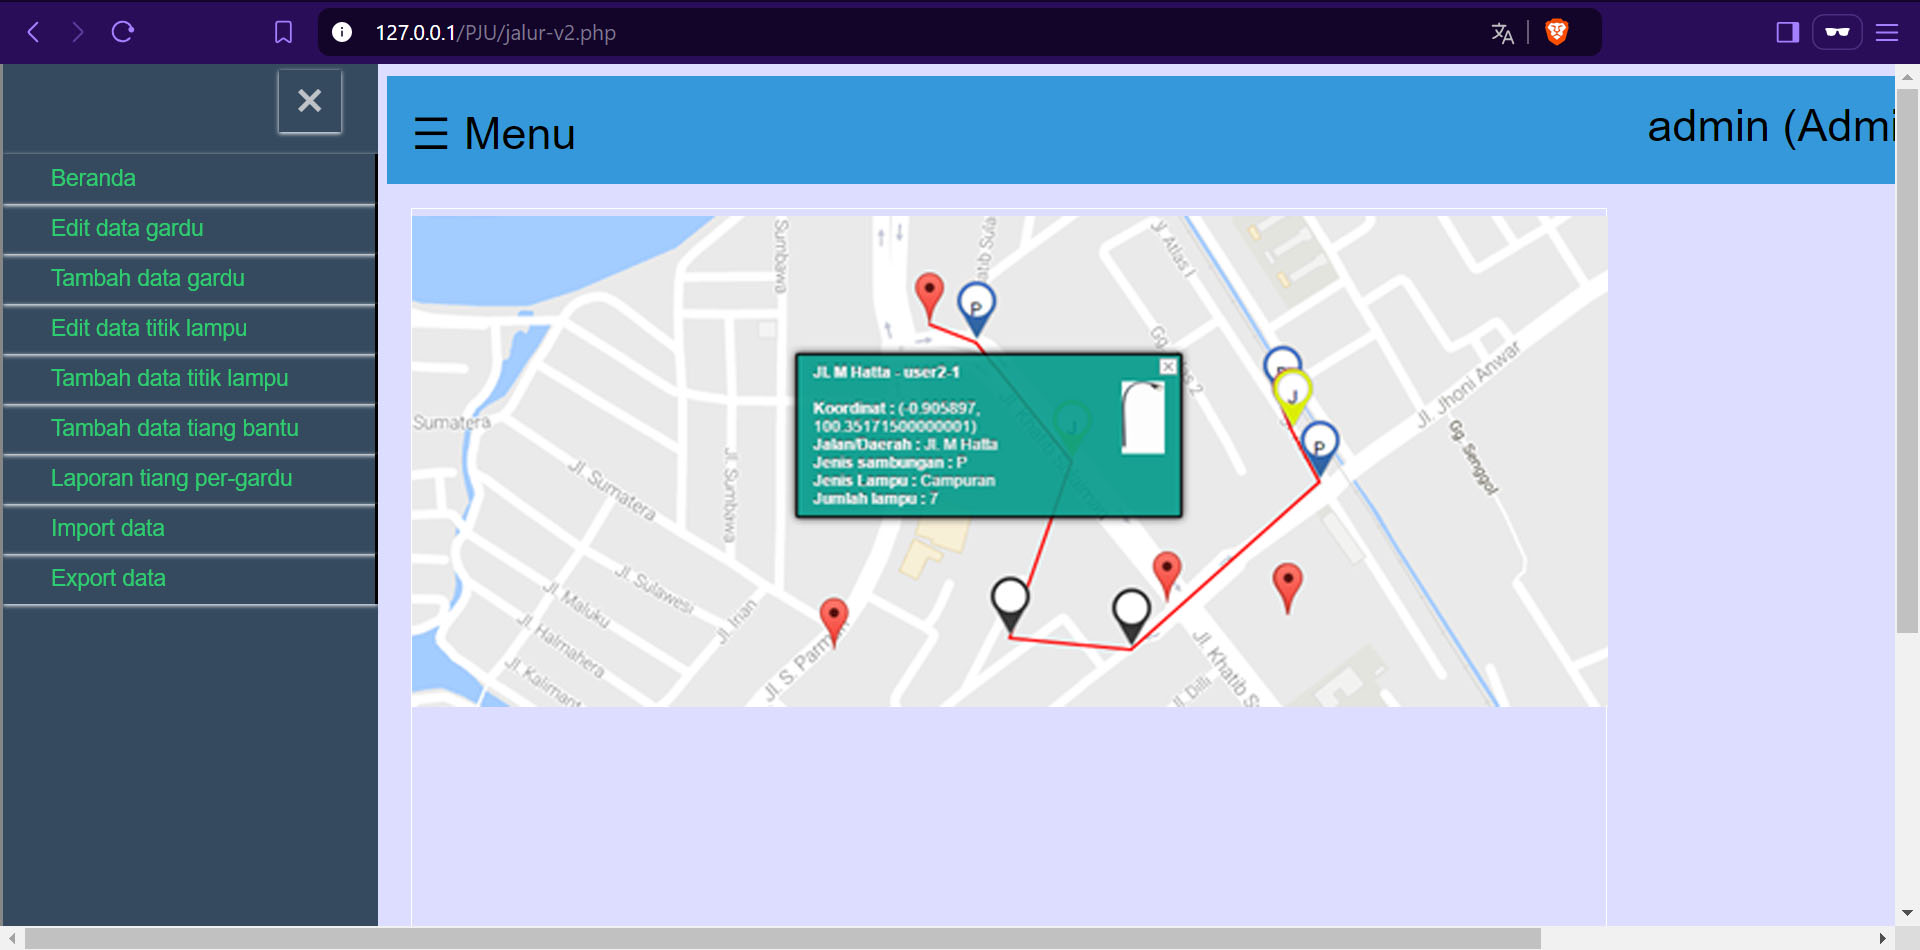 127.0.0.1/PJU/jalur-v2.php
Beranda
Edit data gardu
Tambah data gardu
Edit data titik lampu
Tambah data titik lampu
Tambah data tiang bantu
Laporan tiang per-gardu
Import data
Export data
☰ Menu
admin (Admi
Sumbawa
atib Sula
Jl. Atlas I
Jl. Jhoni Anwar
Gg. Senggol
Sumatera
Jl. Sumatera
Jl. Sumbawa
Jl. Sulawesi
Jl. Maluku
Jl. Irian
Jl. Halmahera
Jl. Kalimant
Jl. S. Parman
Jl. Khatib S
Jl. Dilli
P
J
P
Jl. M Hatta - user2-1
Koordinat : (-0.905897,
100.35171500000001)
Jalan/Daerah : Jl. M Hatta
Jenis sambungan : P
Jenis Lampu : Campuran
Jumlah lampu : 7
J